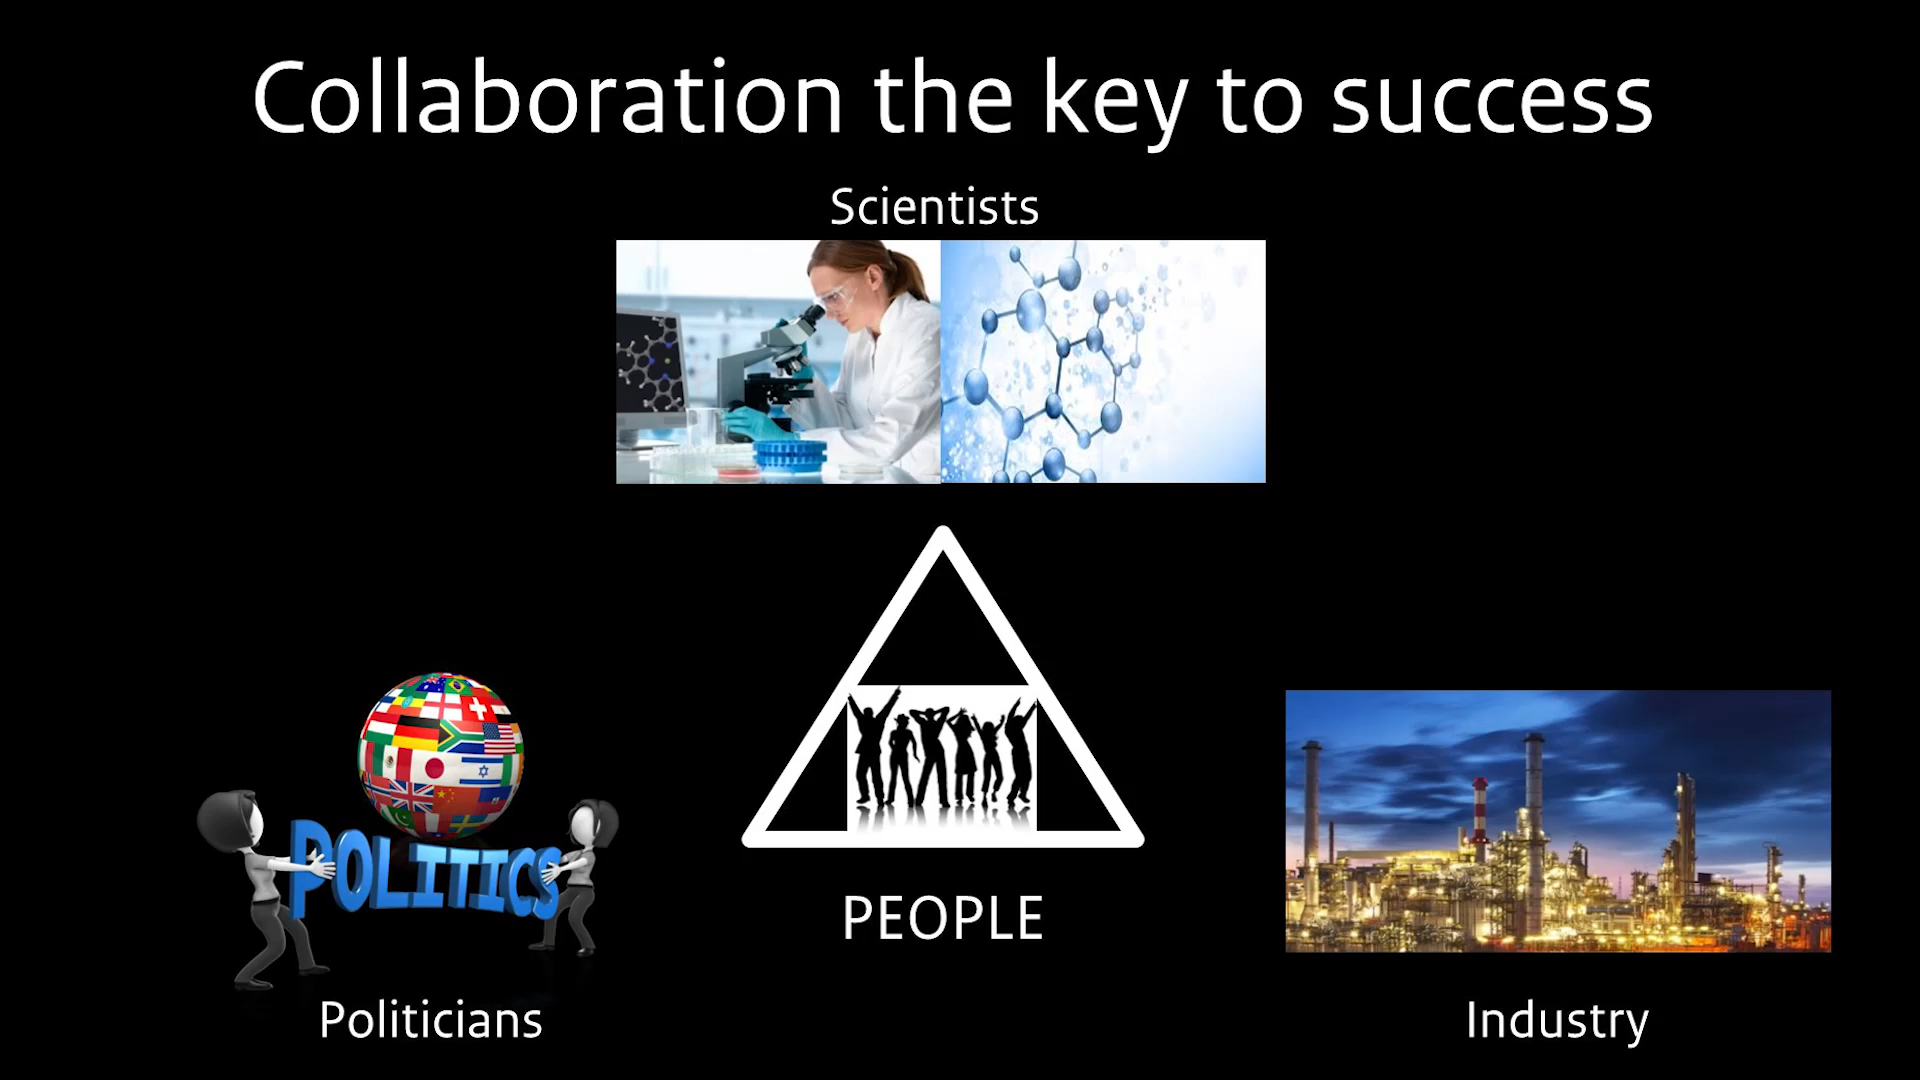 Collaboration the key to success
Scientists
POLITICS
PEOPLE
Politicians
Industry